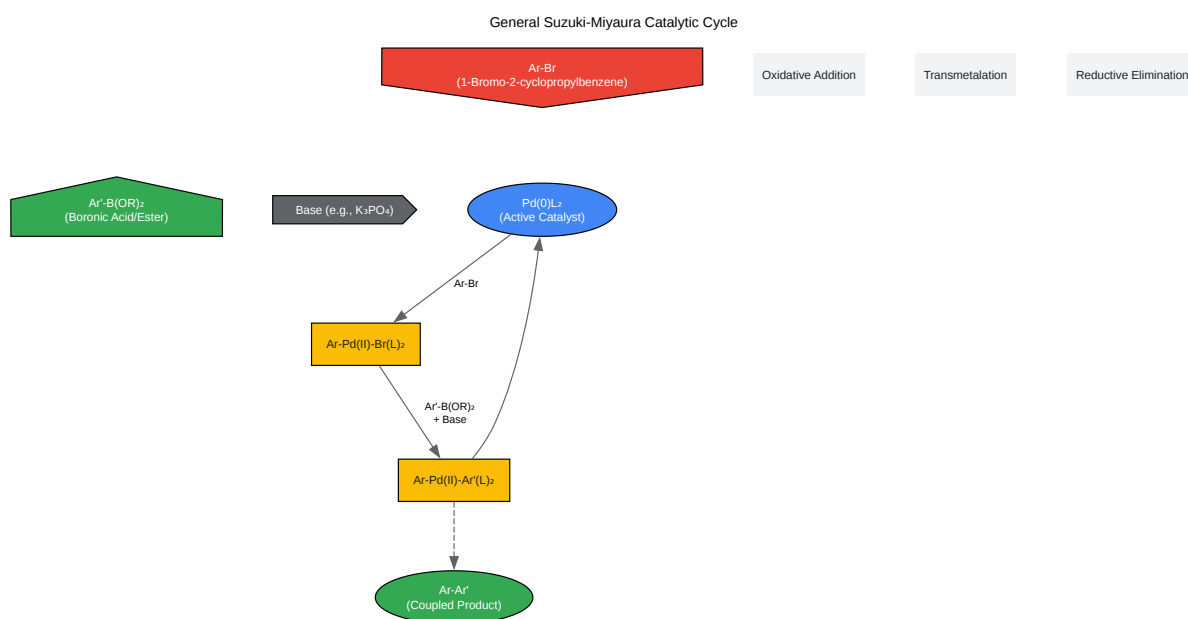 General Suzuki-Miyaura Catalytic Cycle
Ar-Br
(1-Bromo-2-cyclopropylbenzene)
Oxidative Addition
Transmetalation
Reductive Elimination
Ar'-B(OR)₂
(Boronic Acid/Ester)
Base (e.g., K₃PO₄)
Pd(0)L₂
(Active Catalyst)
Ar-Br
Ar-Pd(II)-Br(L)₂
Ar'-B(OR)₂
+ Base
Ar-Pd(II)-Ar'(L)₂
Ar-Ar'
(Coupled Product)